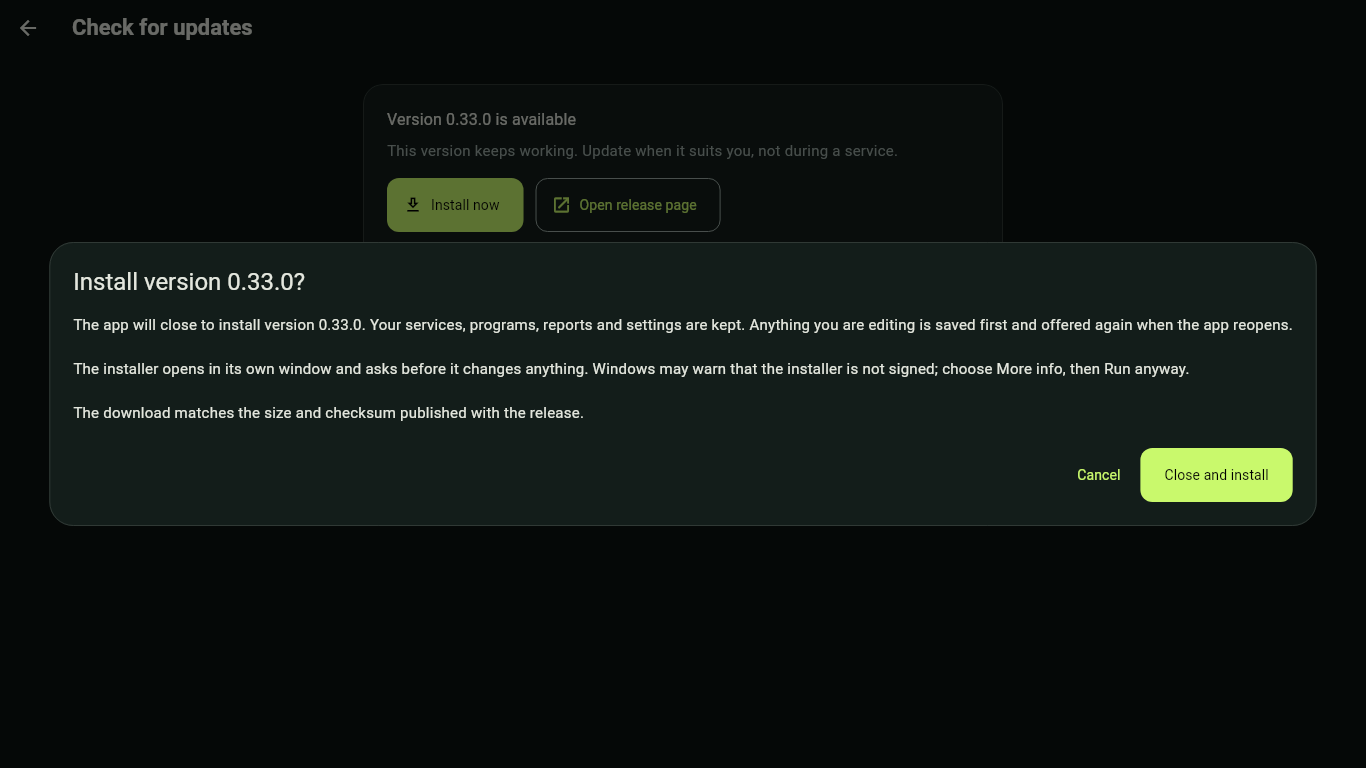 Check for updates
Version 0.33.0 is available
This version keeps working. Update when it suits you, not during a service.
Install now
Open release page
Install version 0.33.0?
The app will close to install version 0.33.0. Your services, programs, reports and settings are kept. Anything you are editing is saved first and offered again when the app reopens.
The installer opens in its own window and asks before it changes anything. Windows may warn that the installer is not signed; choose More info, then Run anyway.
The download matches the size and checksum published with the release.
Cancel
Close and install